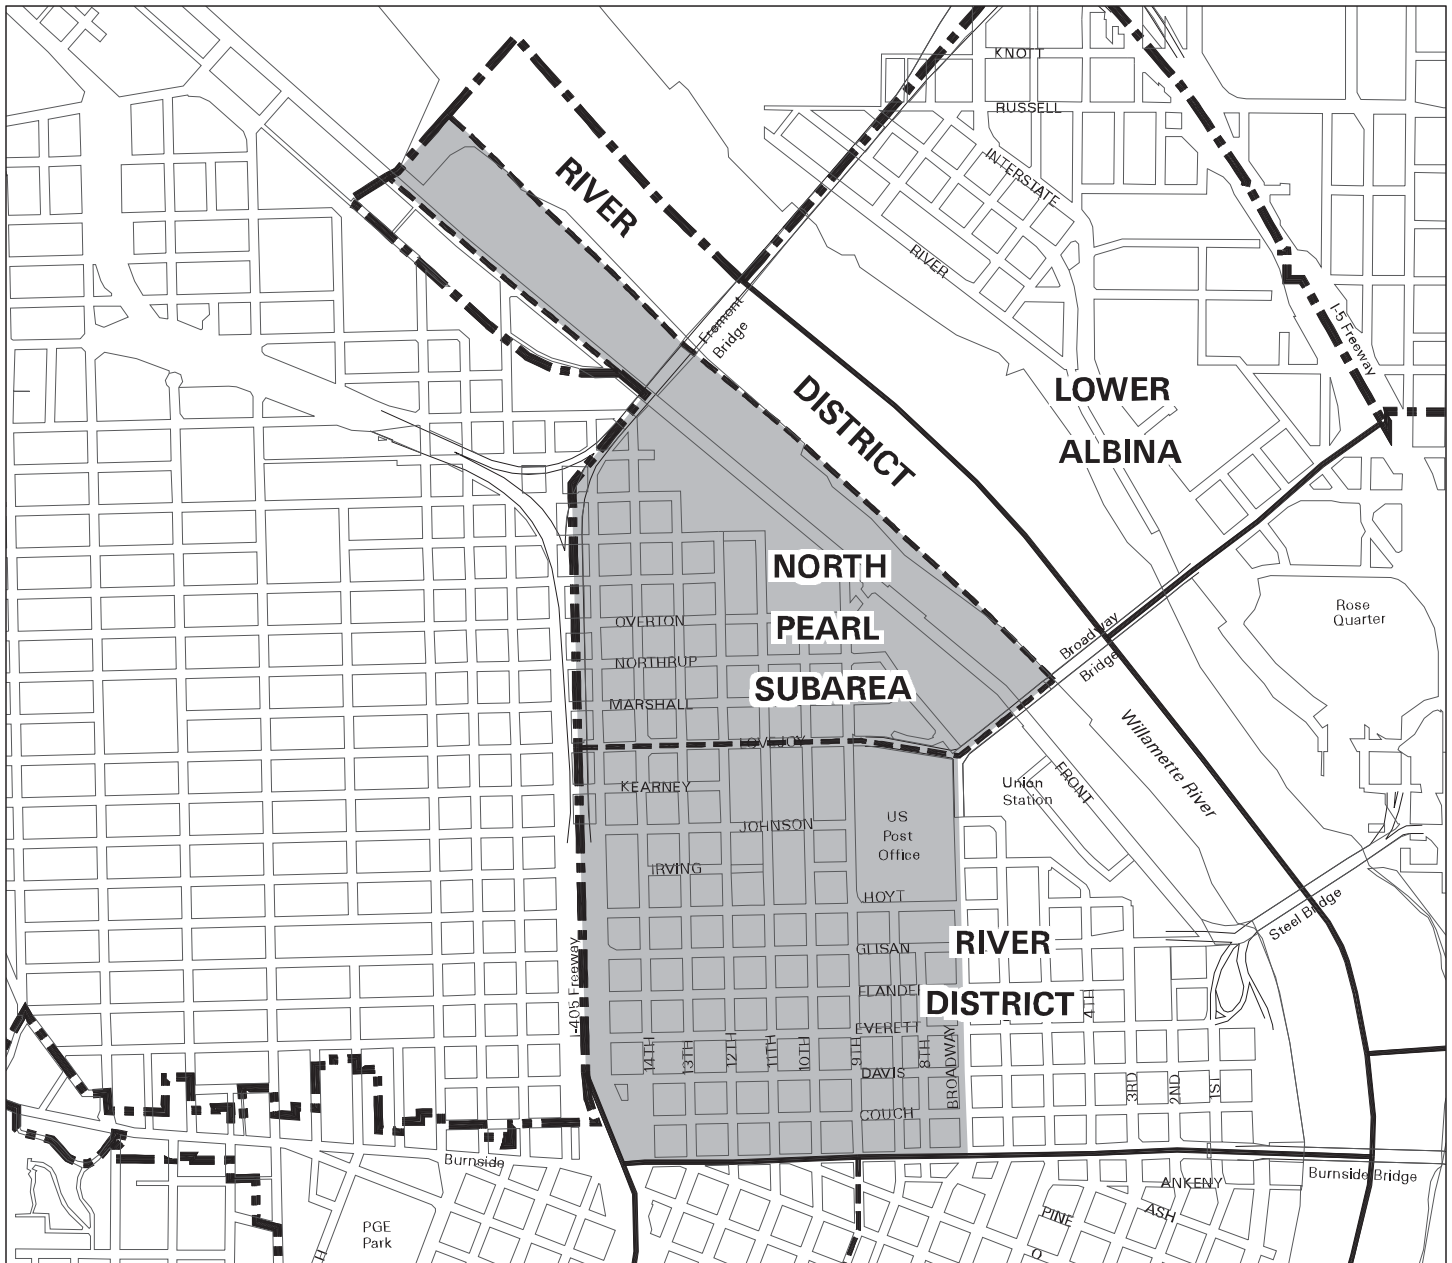 KNOTT
RUSSELL
INTERSTATE
RIVER
RIVER
Fremont
Bridge
I-5 Freeway
DISTRICT
LOWER
ALBINA
NORTH
PEARL
SUBAREA
OVERTON
NORTHRUP
MARSHALL
LOVEJOY
KEARNEY
JOHNSON
IRVING
Broadway
Bridge
Rose
Quarter
Willamette River
Union
Station
FRONT
US
Post
Office
HOYT
GLISAN
FLANDE
EVERETT
DAVIS
COUCH
RIVER
DISTRICT
Steel Bridge
I-405 Freeway
14TH
13TH
12TH
11TH
10TH
9TH
8TH
BROADWAY
4TH
3RD
2ND
1ST
Burnside
Burnside Bridge
ANKENY
ASH
PINE
O
PGE
Park
H